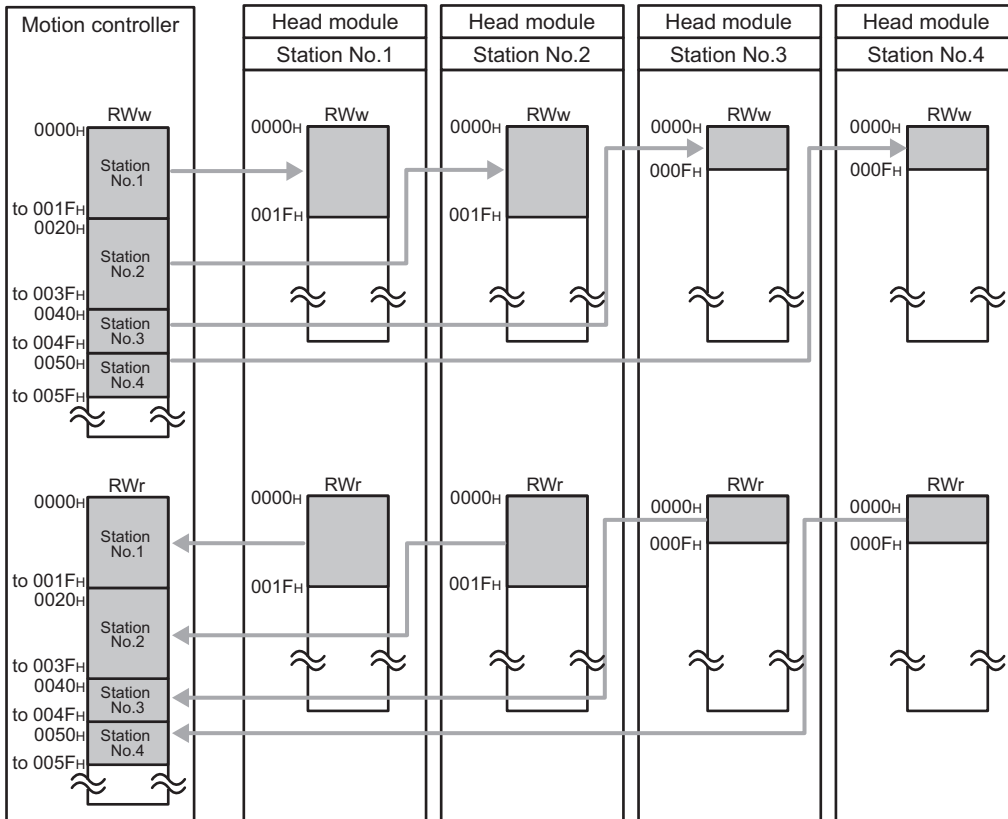 Motion controller
Head module
Head module
Head module
Head module
Station No.1
Station No.2
Station No.3
Station No.4
RWw
0000H
Station
No.1
to 001FH
0020H
Station
No.2
to 003FH
0040H
Station
No.3
to 004FH
0050H
Station
No.4
to 005FH
RWw
0000H
001FH
RWw
0000H
001FH
RWw
0000H
000FH
RWw
0000H
000FH
RWr
0000H
Station
No.1
to 001FH
0020H
Station
No.2
to 003FH
0040H
Station
No.3
to 004FH
0050H
Station
No.4
to 005FH
RWr
0000H
001FH
RWr
0000H
001FH
RWr
0000H
000FH
RWr
0000H
000FH